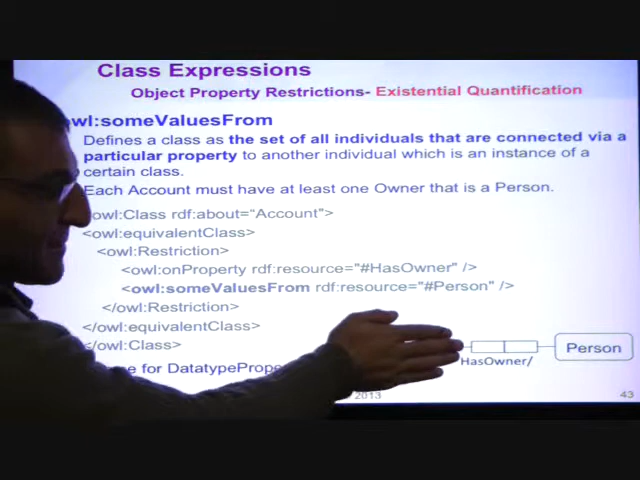 Class Expressions
Object Property Restrictions- Existential Quantification
owl:someValuesFrom
Defines a class as the set of all individuals that are connected via a
particular property to another individual which is an instance of a
certain class.
Each Account must have at least one Owner that is a Person.
owl:Class rdf:about="Account">
<owl:equivalentClass>
<owl:Restriction>
<owl:onProperty rdf:resource="#HasOwner" />
<owl:someValuesFrom rdf:resource="#Person" />
</owl:Restriction>
</owl:equivalentClass>
</owl:Class>
Person
HasOwner/
for DatatypeProp
2013
43